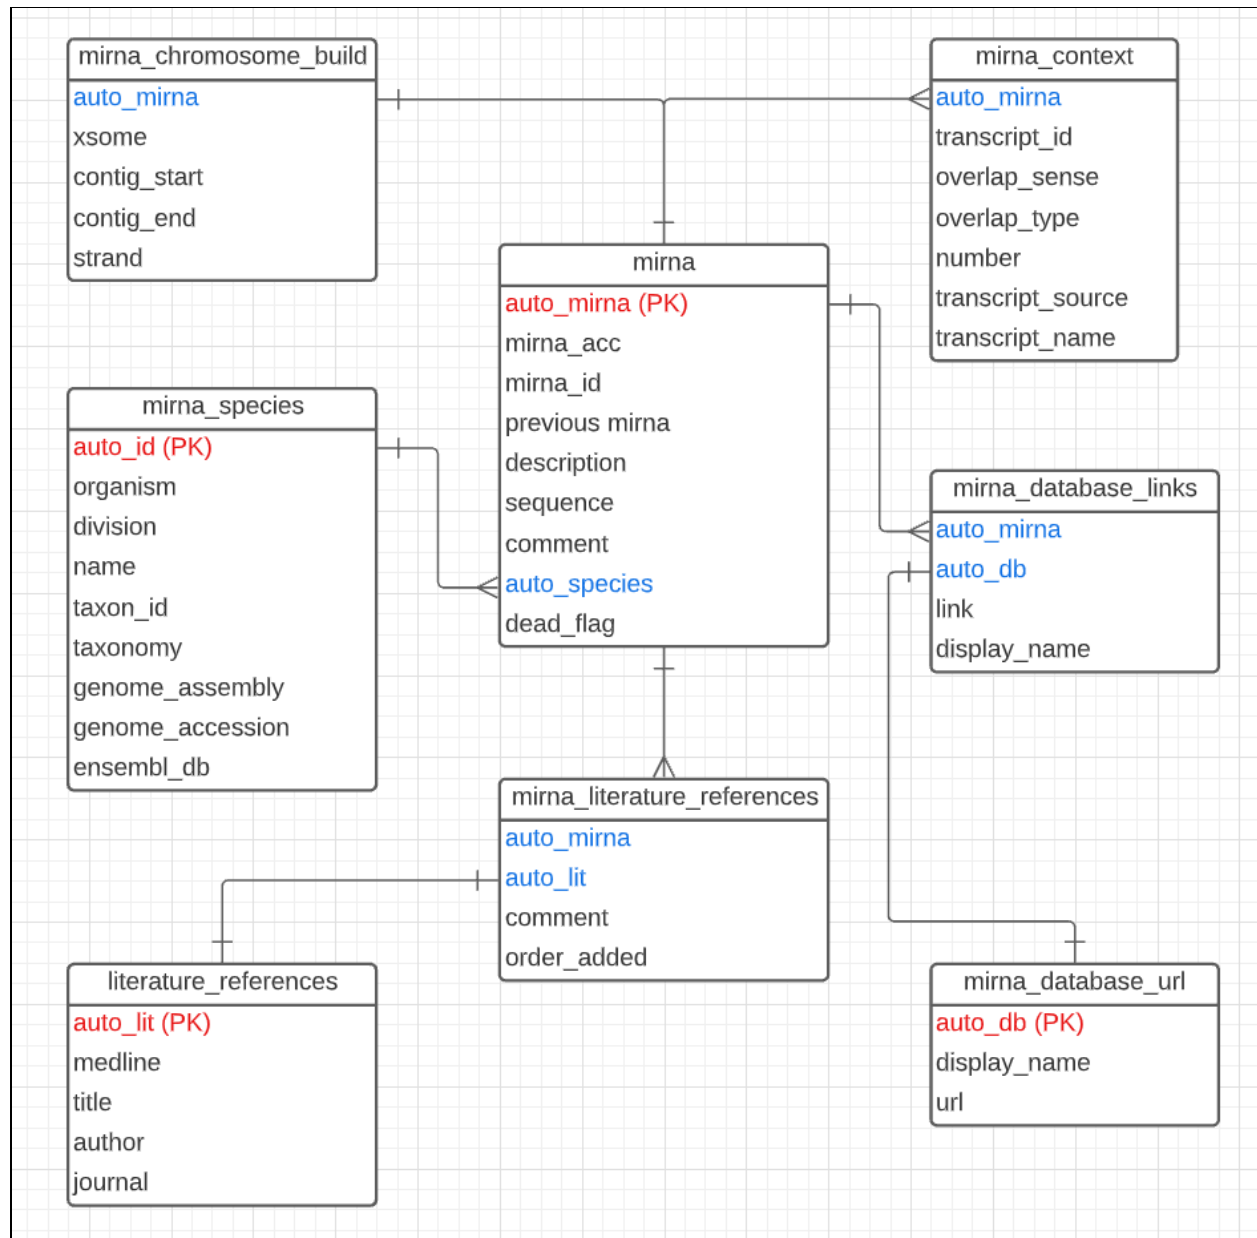 mirna_chromosome_build
auto_mirna
xsome
contig_start
contig_end
strand
mirna_context
auto_mirna
transcript_id
overlap_sense
overlap_type
number
transcript_source
transcript_name
mirna
auto_mirna (PK)
mirna_acc
mirna_id
previous mirna
description
sequence
comment
auto_species
dead_flag
mirna_species
auto_id (PK)
organism
division
name
taxon_id
taxonomy
genome_assembly
genome_accession
ensembl_db
mirna_database_links
auto_mirna
auto_db
link
display_name
mirna_literature_references
auto_mirna
auto_lit
comment
order_added
literature_references
auto_lit (PK)
medline
title
author
journal
mirna_database_url
auto_db (PK)
display_name
url